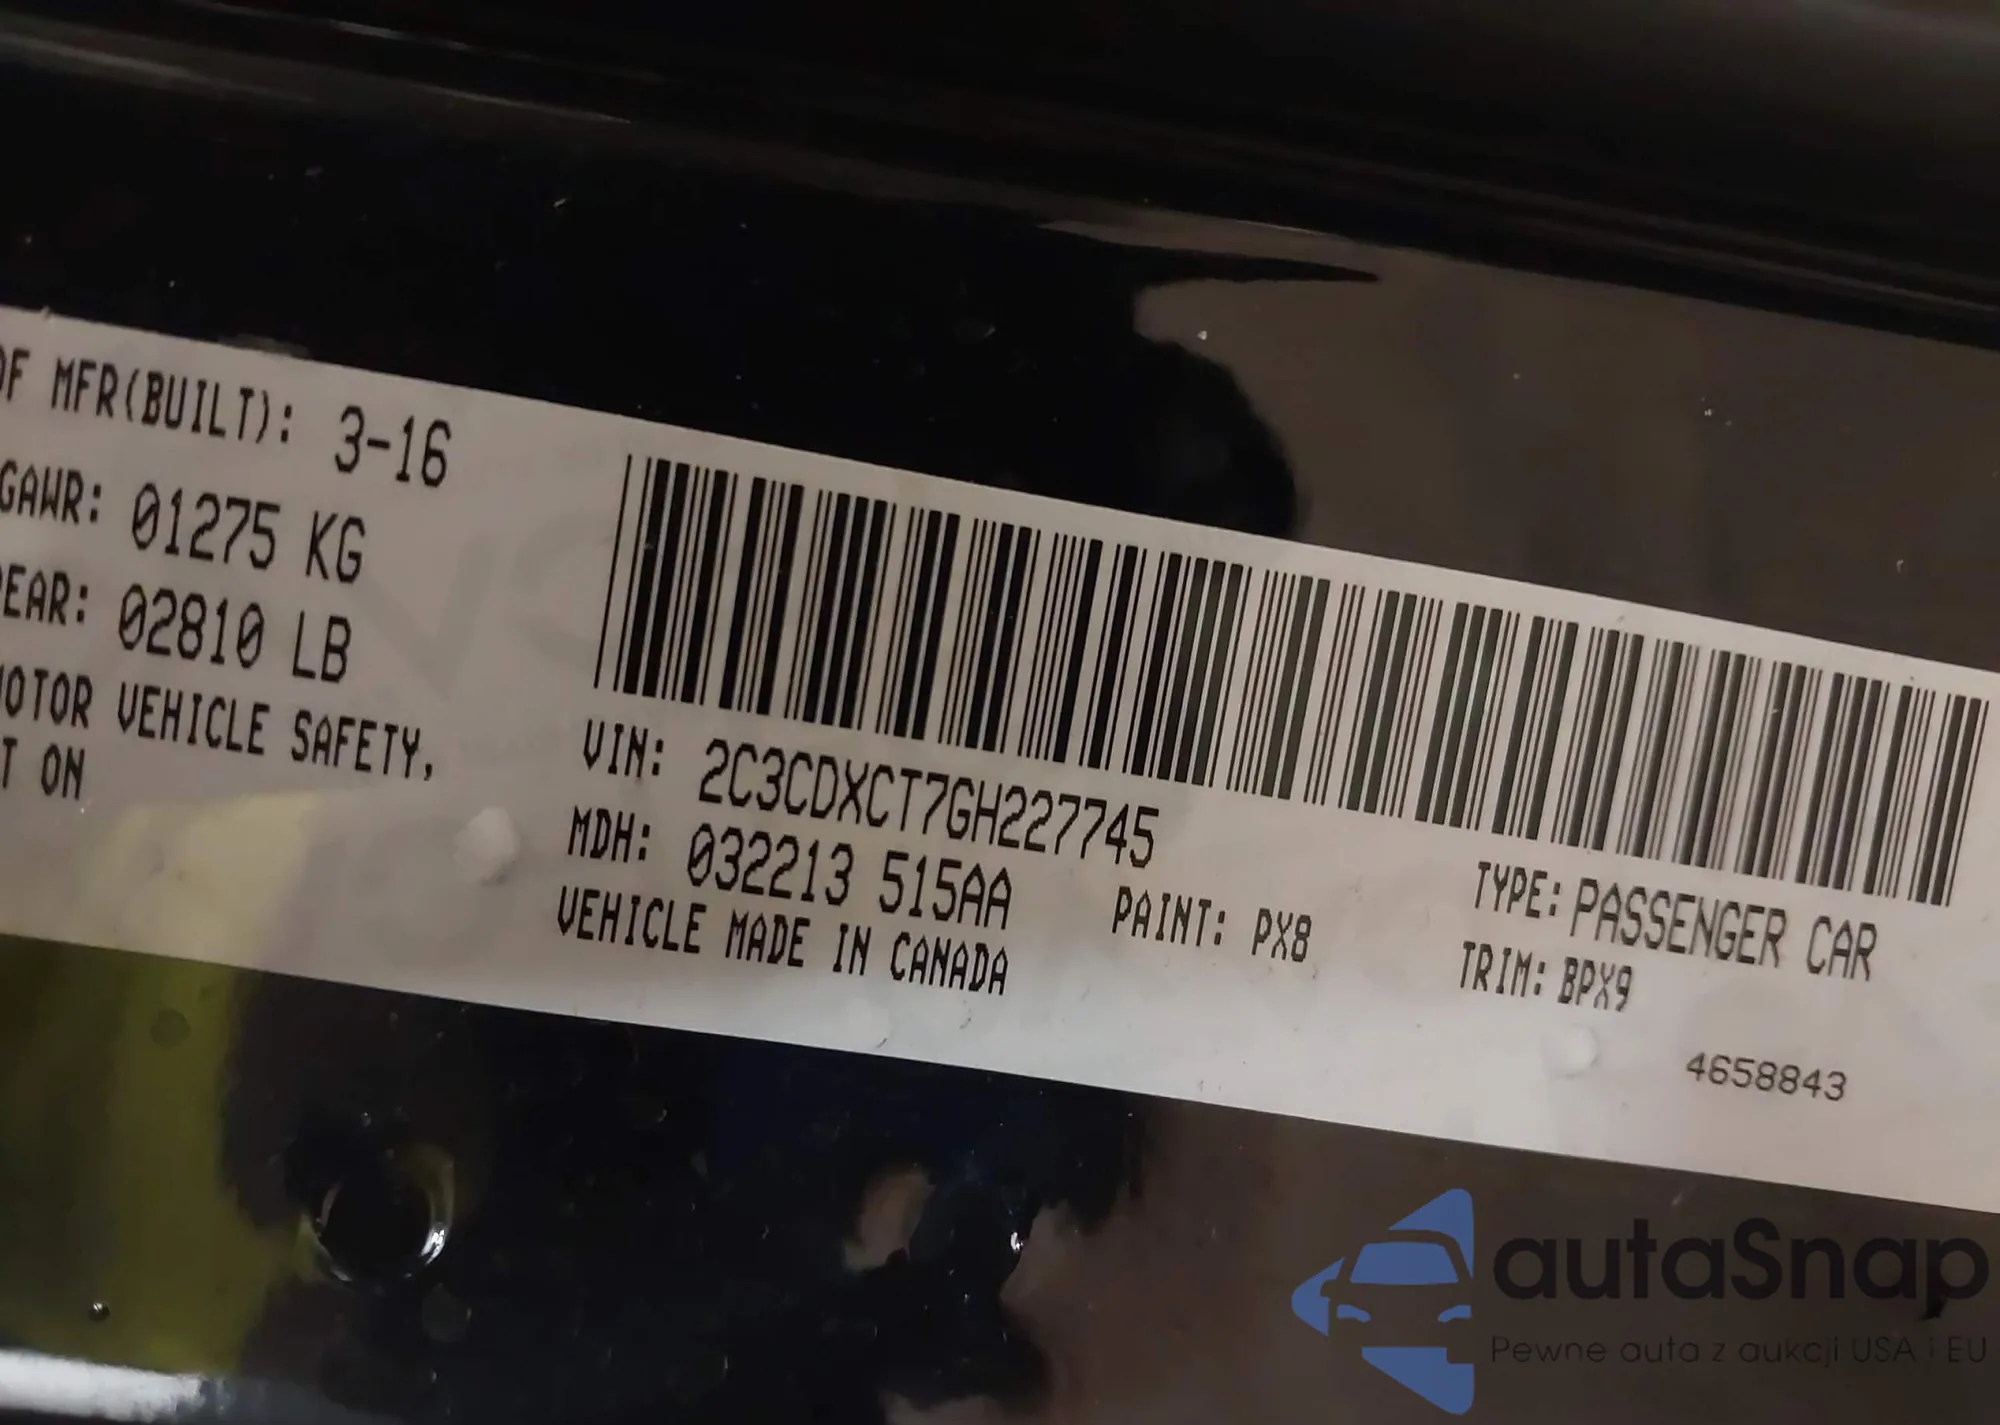 OF MFR(BUILT): 3-16
GAWR: 01275 KG
REAR: 02810 LB
MOTOR VEHICLE SAFETY,
T ON
VIN: 2C3CDXCT7GH227745
MDH: 032213 515AA
VEHICLE MADE IN CANADA
PAINT: PX8
TYPE: PASSENGER CAR
TRIM: BPX9
4658843
autaSnap
Pewne auta z aukcji USA i EU